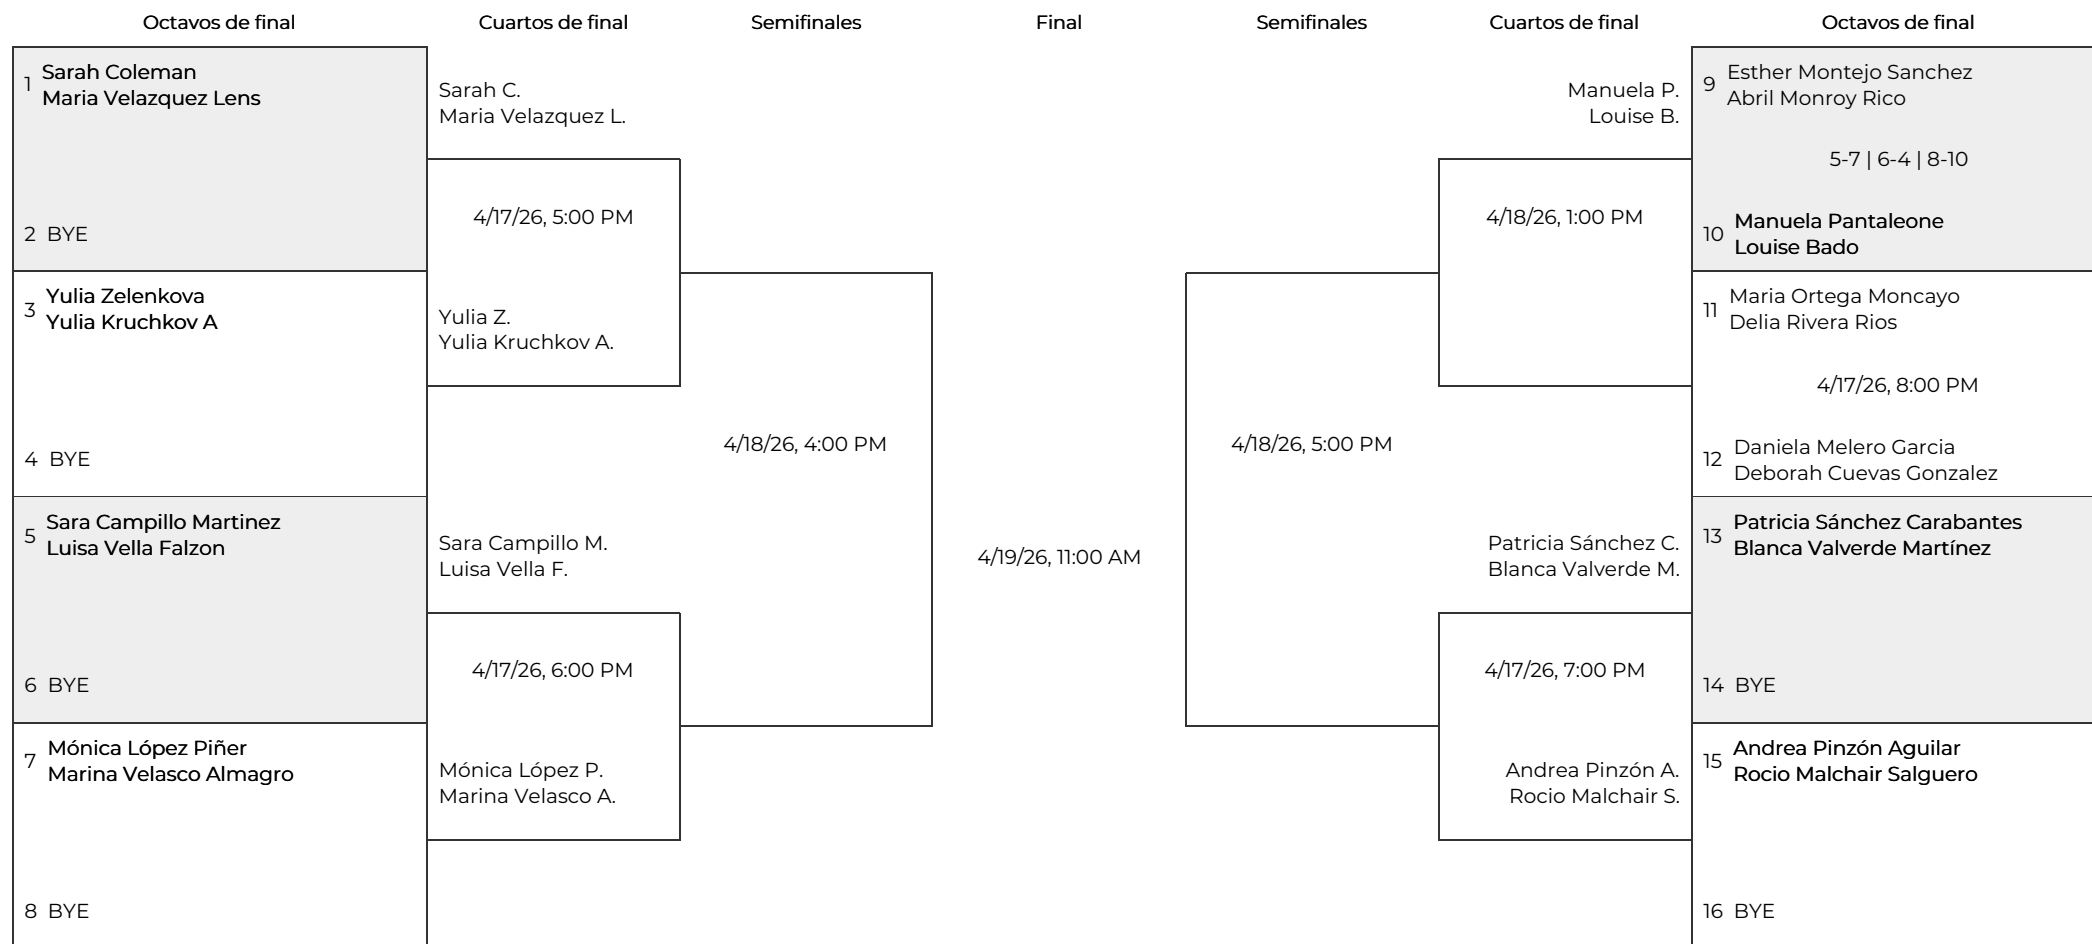 Octavos de final
Cuartos de final
Semifinales
Final
Semifinales
Cuartos de final
Octavos de final
1 Sarah Coleman
Maria Velazquez Lens
2 BYE
3 Yulia Zelenkova
Yulia Kruchkov A
4 BYE
5 Sara Campillo Martinez
Luisa Vella Falzon
6 BYE
7 Mónica López Piñer
Marina Velasco Almagro
8 BYE
Sarah C.
Maria Velazquez L.
4/17/26, 5:00 PM
Yulia Z.
Yulia Kruchkov A.
Sara Campillo M.
Luisa Vella F.
4/17/26, 6:00 PM
Mónica López P.
Marina Velasco A.
4/18/26, 4:00 PM
4/19/26, 11:00 AM
4/18/26, 5:00 PM
Manuela P.
Louise B.
4/18/26, 1:00 PM
Patricia Sánchez C.
Blanca Valverde M.
4/17/26, 7:00 PM
Andrea Pinzón A.
Rocio Malchair S.
9 Esther Montejo Sanchez
Abril Monroy Rico
5-7 | 6-4 | 8-10
10 Manuela Pantaleone
Louise Bado
11 Maria Ortega Moncayo
Delia Rivera Rios
4/17/26, 8:00 PM
12 Daniela Melero Garcia
Deborah Cuevas Gonzalez
13 Patricia Sánchez Carabantes
Blanca Valverde Martínez
14 BYE
15 Andrea Pinzón Aguilar
Rocio Malchair Salguero
16 BYE